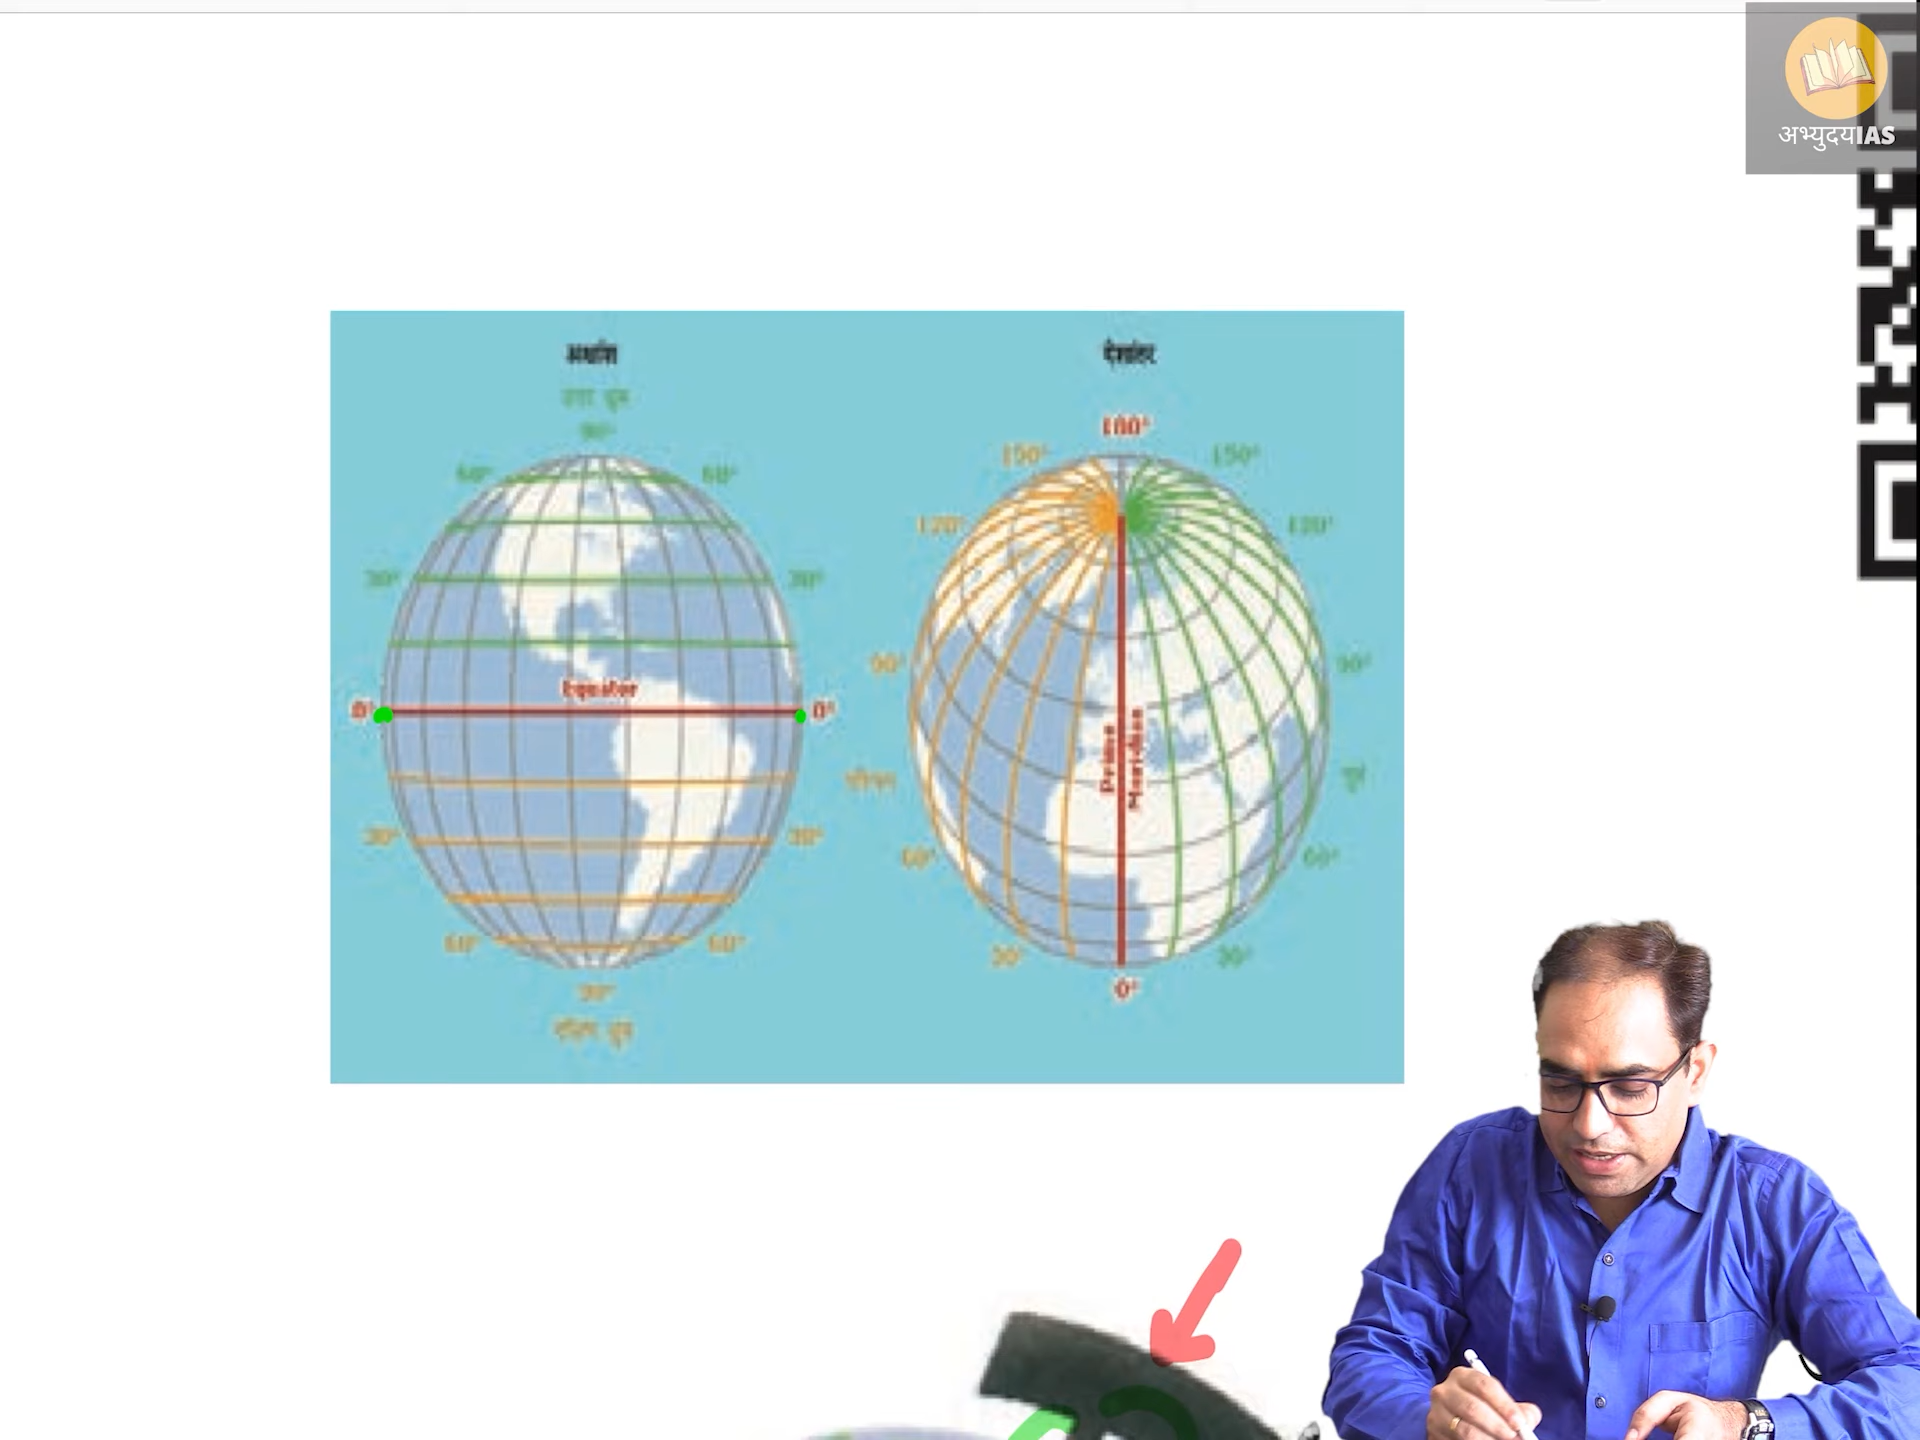 अभ्युदयIAS
अक्षांश
देशांतर
उत्तर ध्रुव
90°
180°
60° 60°
150° 150°
120° 120°
30° 30°
90° 90°
Equator
0° 0°
Prime Meridian
पश्चिम
पूर्व
30° 30°
60° 60°
60° 60°
30° 30°
90°
0°
दक्षिण ध्रुव